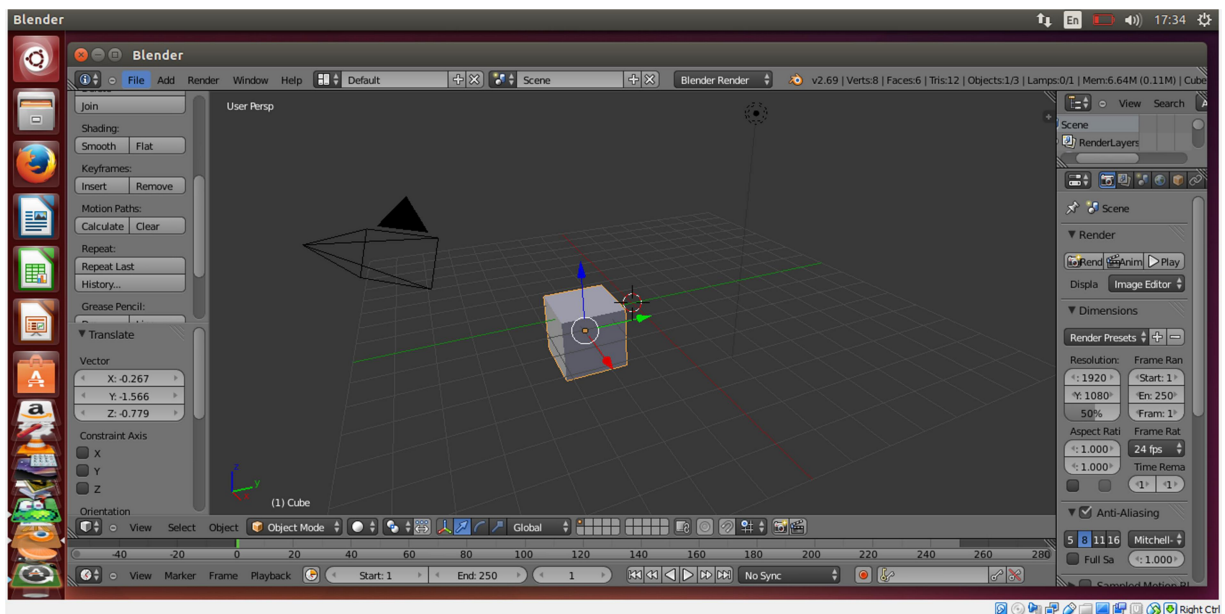 Blender
En
17:34
Blender
File Add Render Window Help Default Scene Blender Render v2.69 | Verts:8 | Faces:6 | Tris:12 | Objects:1/3 | Lamps:0/1 | Mem:6.64M (0.11M) | Cube
Join
Shading:
Smooth Flat
Keyframes:
Insert Remove
Motion Paths:
Calculate Clear
Repeat:
Repeat Last
History...
Grease Pencil:
Translate
Vector
X: -0.267
Y: -1.566
Z: -0.779
Constraint Axis
X
Y
Z
Orientation
User Persp
z
y
(1) Cube
View Search
Scene
RenderLayers
Scene
Render
Rend Anim Play
Displa Image Editor
Dimensions
Render Presets
Resolution: Frame Ran
: 1920 Start: 1
Y: 1080 En: 250
50% Fram: 1
Aspect Rati Frame Rat
: 1.000 24 fps
: 1.000 Time Rema
1 1
Anti-Aliasing
5 8 11 16 Mitchell-
Full Sa : 1.000
View Select Object Object Mode Global
-40 -20 0 20 40 60 80 100 120 140 160 180 200 220 240 260 280
View Marker Frame Playback Start: 1 End: 250 1 No Sync
Right Ctrl